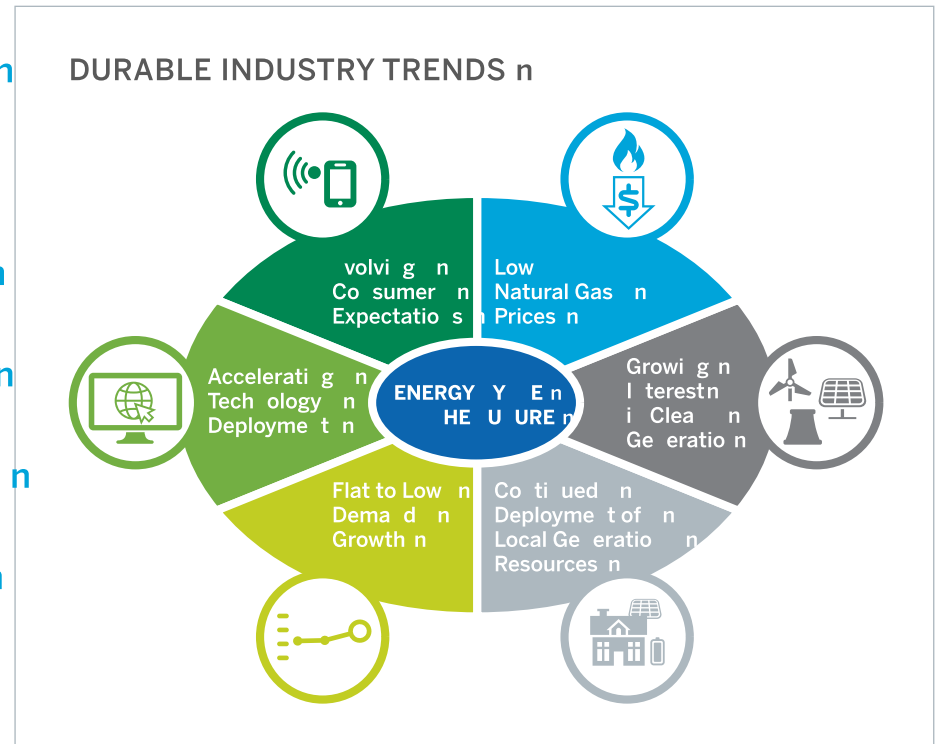 DURABLE INDUSTRY TRENDS n
volvi g n
Co sumer n
Expectatio s n
Low
Natural Gas n
Prices n
Accelerati g n
Tech ology n
Deployme t n
ENERGY Y E n
HE U URE n
Growi g n
I terest n
i Clea n
Ge eratio n
Flat to Low n
Dema d n
Growth n
Co ti ued n
Deployme t of n
Local Ge eratio n
Resources n
n
n
n
n
n